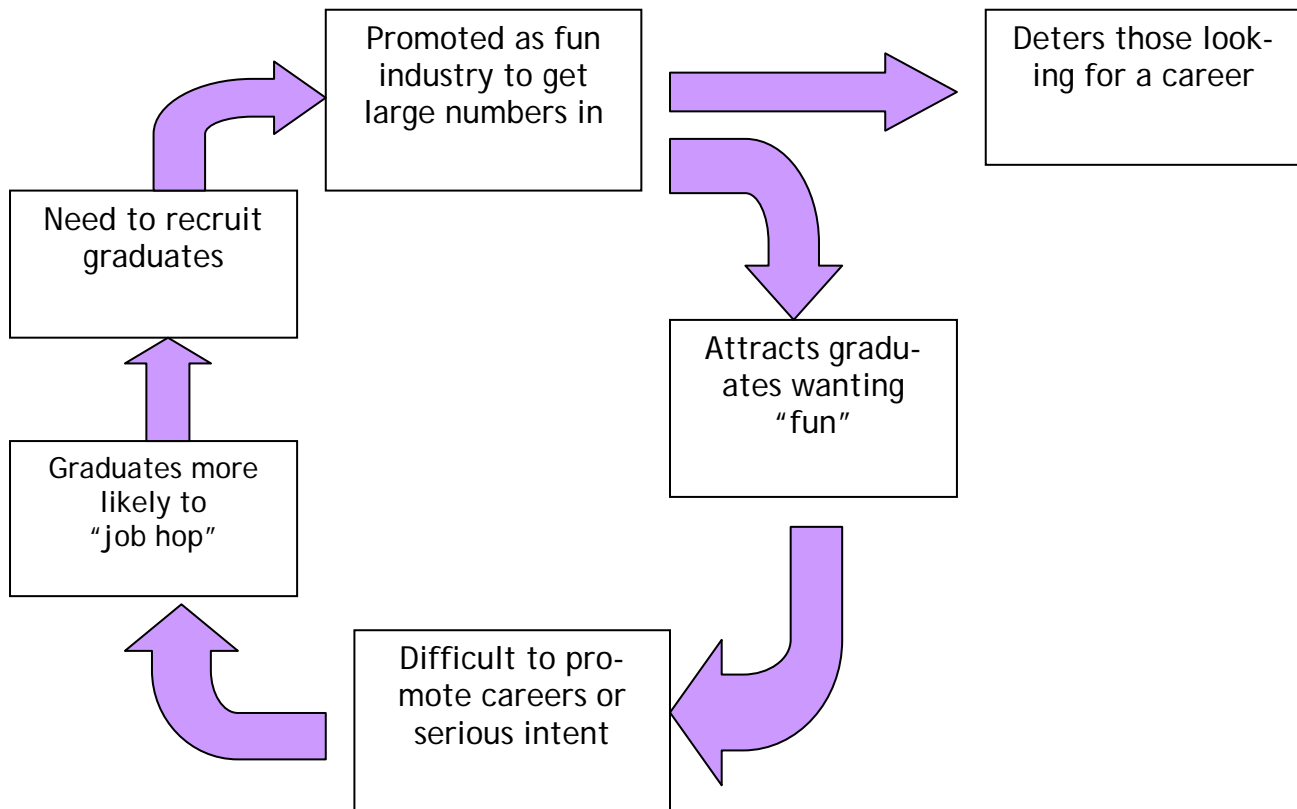 Promoted as fun
industry to get
large numbers in
Deters those look-
ing for a career
Need to recruit
graduates
Attracts gradu-
ates wanting
“fun”
Graduates more
likely to
“job hop”
Difficult to pro-
mote careers or
serious intent